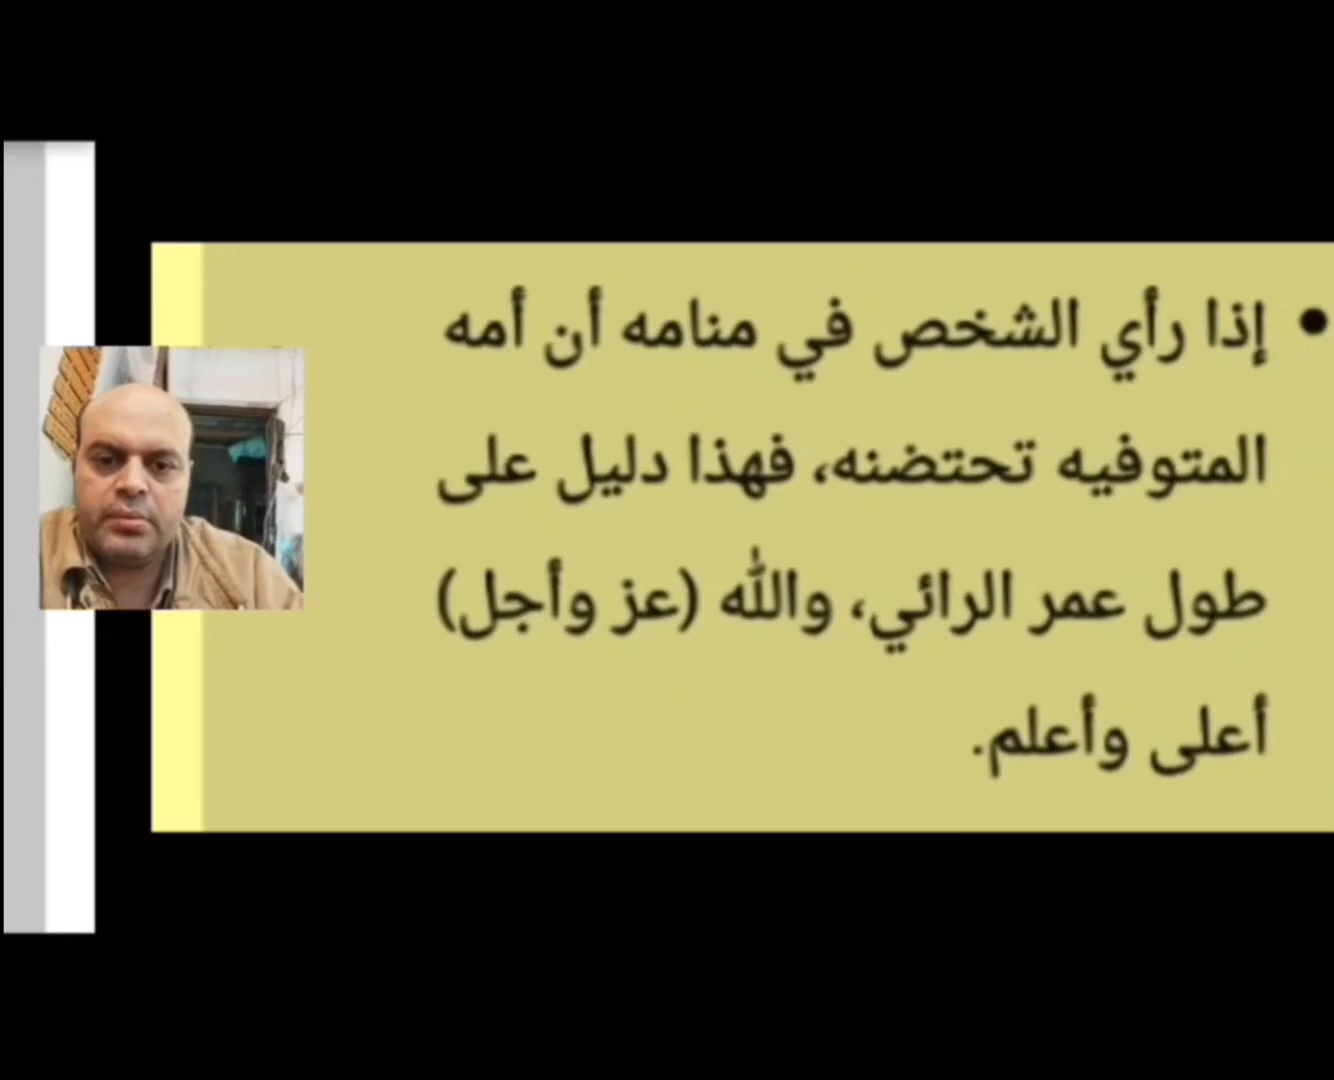 • إذا رأي الشخص في منامه أن أمه
المتوفيه تحتضنه، فهذا دليل على
طول عمر الرائي، والله (عز وأجل)
أعلى وأعلم.